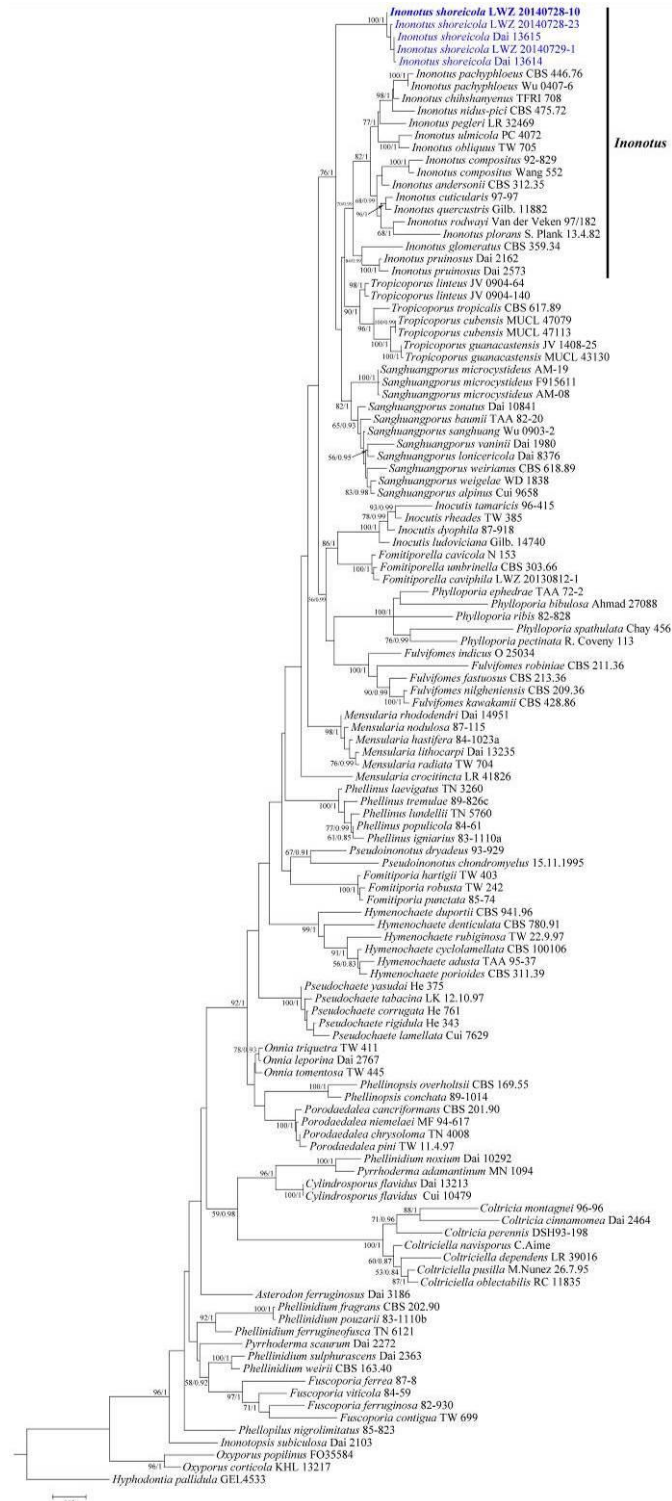 Inonotus shoreicola LWZ 20140728-10
Inonotus shoreicola LWZ 20140728-23
Inonotus shoreicola Dai 13615
Inonotus shoreicola LWZ 20140729-1
Inonotus shoreicola Dai 13614
100/1
Inonotus pachyphloeus CBS 446.76
Inonotus pachyphloeus Wu 0407-6
Inonotus chihshanyenus TFRI 708
Inonotus nidus-pici CBS 475.72
Inonotus pegleri LR 32469
Inonotus ulmicola PC 4072
Inonotus obliquus TW 705
Inonotus compositus 92-829
Inonotus compositus Wang 552
Inonotus andersonii CBS 312.35
Inonotus cuticularis 97-97
Inonotus quercustris Gilb. 11882
Inonotus rodwayi Van der Veken 97/182
Inonotus plorans S. Plank 13.4.82
Inonotus glomeratus CBS 359.34
Inonotus pruinosus Dai 2162
Inonotus pruinosus Dai 2573
Inonotus
100/1
98/1
77/1
100/1
82/1
100/1
68/0.99
96/1
68/1
100/1
76/1
Tropicoporus linteus JV 0904-64
Tropicoporus linteus JV 0904-140
Tropicoporus tropicalis CBS 617.89
Tropicoporus cubensis MUCL 47079
Tropicoporus cubensis MUCL 47113
Tropicoporus guanacastensis JV 1408-25
Tropicoporus guanacastensis MUCL 43130
98/1
90/1
96/1
100/1
Sanghuangporus microcystideus AM-19
Sanghuangporus microcystideus F915611
Sanghuangporus microcystideus AM-08
Sanghuangporus zonatus Dai 10841
Sanghuangporus baumii TAA 82-20
Sanghuangporus sanghuang Wu 0903-2
Sanghuangporus vaninii Dai 1980
Sanghuangporus lonicericola Dai 8376
Sanghuangporus weirianus CBS 618.89
Sanghuangporus weigelae WD 1838
Sanghuangporus alpinus Cui 9658
100/1
82/1
65/0.93
56/0.95
83/0.98
Inocutis tamaricis 96-415
Inocutis rheades TW 385
Inocutis dyophila 87-918
Inocutis ludoviciana Gilb. 14740
93/0.99
78/0.99
100/1
86/1
Fomitiporella cavicola N 153
Fomitiporella umbrinella CBS 303.66
Fomitiporella caviphila LWZ 20130812-1
100/1
56/0.99
Phylloporia ephedrae TAA 72-2
Phylloporia bibulosa Ahmad 27088
Phylloporia ribis 82-828
Phylloporia spathulata Chay 456
Phylloporia pectinata R. Coveny 113
100/1
76/0.99
Fulvifomes indicus O 25034
Fulvifomes robiniae CBS 211.36
Fulvifomes fastuosus CBS 213.36
Fulvifomes nilgheniensis CBS 209.36
Fulvifomes kawakamii CBS 428.86
100/1
90/0.99
100/1
Mensularia rhododendri Dai 14951
Mensularia nodulosa 87-115
Mensularia hastifera 84-1023a
Mensularia lithocarpi Dai 13235
Mensularia radiata TW 704
Mensularia crocitincta LR 41826
98/1
76/0.99
Phellinus laevigatus TN 3260
Phellinus tremulae 89-826c
Phellinus lundellii TN 5760
Phellinus populicola 84-61
Phellinus igniarius 83-1110a
100/1
77/0.99
61/0.85
Pseudoinonotus dryadeus 93-929
Pseudoinonotus chondromyelus 15.11.1995
67/0.91
Fomitiporia hartigii TW 403
Fomitiporia robusta TW 242
Fomitiporia punctata 85-74
100/1
Hymenochaete duportii CBS 941.96
Hymenochaete denticulata CBS 780.91
Hymenochaete rubiginosa TW 22.9.97
Hymenochaete cyclolamellata CBS 100106
Hymenochaete adusta TAA 95-37
Hymenochaete porioides CBS 311.39
99/1
91/1
56/0.83
Pseudochaete yasudai He 375
Pseudochaete tabacina LK 12.10.97
Pseudochaete corrugata He 761
Pseudochaete rigidula He 343
Pseudochaete lamellata Cui 7629
100/1
92/1
Onnia triquetra TW 411
Onnia leporina Dai 2767
Onnia tomentosa TW 445
Phellinopsis overholtsii CBS 169.55
Phellinopsis conchata 89-1014
100/1
Porodaedalea cancriformans CBS 201.90
Porodaedalea niemelaei MF 94-617
Porodaedalea chrysoloma TN 4008
Porodaedalea pini TW 11.4.97
100/1
Phellinidium noxium Dai 10292
Pyrrhoderma adamantinum MN 1094
Cylindrosporus flavidus Dai 13213
Cylindrosporus flavidus Cui 10479
100/1
96/1
100/1
59/0.98
Coltricia montagnei 96-96
Coltricia cinnamomea Dai 2464
Coltricia perennis DSH93-198
Coltriciella navisporus C.Aime
Coltriciella dependens LR 39016
Coltriciella pusilla M.Nunez 26.7.95
Coltriciella oblectabilis RC 11835
88/1
71/0.96
100/1
60/0.87
53/0.84
87/1
Asterodon ferruginosus Dai 3186
Phellinidium fragrans CBS 202.90
Phellinidium pouzarii 83-1110b
Phellinidium ferrugineofusca TN 6121
100/1
92/1
Pyrrhoderma scaurum Dai 2272
Phellinidium sulphurascens Dai 2363
Phellinidium weirii CBS 163.40
100/1
58/0.92
Fuscoporia ferrea 87-8
Fuscoporia viticola 84-59
Fuscoporia ferruginosa 82-930
Fuscoporia contigua TW 699
97/1
71/1
Phellopilus nigrolimitatus 85-823
Inonotopsis subiculosa Dai 2103
96/1
Oxyporus popilinus FO35584
Oxyporus corticola KHL 13217
96/1
Hyphodontia pallidula GEL4533